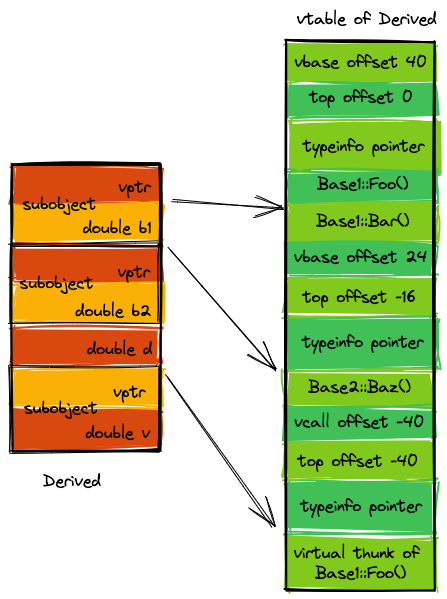 vtable of Derived
vbase offset 40
top offset 0
typeinfo pointer
Base1::Foo()
Base1::Bar()
vbase offset 24
top offset -16
typeinfo pointer
Base2::Baz()
vcall offset -40
top offset -40
typeinfo pointer
virtual thunk of
Base1::Foo()
vptr
subobject
double b1
vptr
subobject
double b2
double d
vptr
subobject
double v
Derived